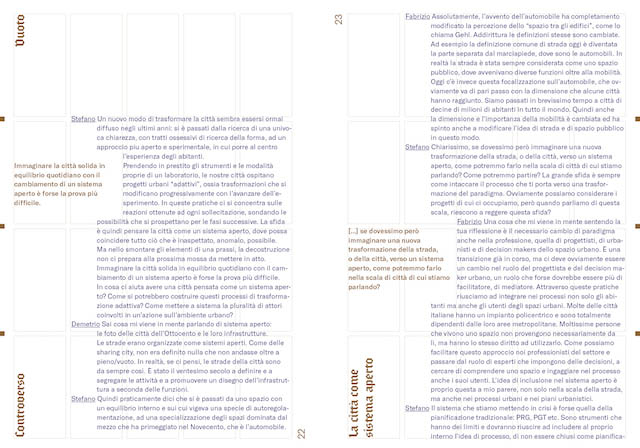 Vuoto
Stefano Un nuovo modo di trasformare la città sembra essersi ormai
diffuso negli ultimi anni: si è passati dalla ricerca di una univo-
ca chiarezza, con tratti ossessivi di ricerca della forma, ad un
approccio piu aperto e sperimentale, in cui porre al centro
l'esperienza degli abitanti.
Prendendo in prestito gli strumenti e le modalità
proprie di un laboratorio, le nostre città ospitano
progetti urbani "adattivi", ossia trasformazioni che si
modificano progressivamente con l'avanzare dell'e-
sperimento. In queste pratiche ci si concentra sulle
reazioni ottenute ad ogni sollecitazione, sondando le
possibilità che si prospettano per le fasi successive. La sfida
è quindi pensare la città come un sistema aperto, dove possa
coincidere tutto ciò che è inaspettato, anomalo, possibile.
Ma nello smontare gli elementi di una prassi, la decostruzione
non ci prepara alla prossima mossa da mettere in atto.
Immaginare la città solida in equilibrio quotidiano con il cam-
biamento di un sistema aperto è forse la sfida più difficile.
In cosa ci aiuta avere una città pensata come un sistema aper-
to? Come si potrebbero costruire questi processi di trasforma-
zione adattiva? Come mettere a sistema la pluralità di attori
coinvolti in un'azione sull'ambiente urbano?
Demetrio Sai cosa mi viene in mente parlando di sistema aperto:
le foto delle città dell'Ottocento e le loro infrastrutture.
Le strade erano organizzate come sistemi aperti. Come delle
sharing city, non era definito nulla che non andasse oltre a
pieno/vuoto. In realtà, se ci pensi, le strade della città sono
da sempre così. È stato il ventesimo secolo a definire e a
segregare le attività e a promuovere un disegno dell'infrastrut-
tura a seconda delle funzioni.
Stefano Quindi praticamente dici che si è passati da uno spazio con
un equilibrio interno e sui cui vigeva una specie di autoregola-
mentazione, ad una specializzazione degli spazi dominata dal
mezzo che ha primeggiato nel Novecento, che è l'automobile.
Immaginare la città solida in
equilibrio quotidiano con il
cambiamento di un sistema
aperto è forse la prova più
difficile.
Controverso
22
23
Fabrizio Assolutamente, l'avvento dell'automobile ha completamento
modificato la percezione dello "spazio tra gli edifici", come lo
chiama Gehl. Addirittura le definizioni stesse sono cambiate.
Ad esempio la definizione comune di strada oggi è diventata
la parte separata dal marciapiede, dove sono le automobili. In
realtà la strada è stata sempre considerata come uno spazio
pubblico, dove avvenivano diverse funzioni oltre alla mobilità.
Oggi c'è invece questa focalizzazione sull'automobile, che ov-
viamente va di pari passo con la dimensione che alcune città
hanno raggiunto. Siamo passati in brevissimo tempo a città di
decine di milioni di abitanti in tutto il mondo. Quindi anche
la dimensione e l'importanza della mobilità è cambiata ed ha
spinto anche a modificare l'idea di strada e di spazio pubblico
in questo modo.
Stefano Chiarissimo, se dovessimo però immaginare una nuova
trasformazione della strada, o della città, verso un sistema
aperto, come potremmo farlo nella scala di città di cui stiamo
parlando? Come potremmo partire? La grande sfida è sempre
come intaccare il processo che ti porta verso una trasfor-
mazione del paradigma. Ovviamente possiamo considerare i
progetti di cui ci occupiamo, però quando parliamo di questa
scala, riescono a reggere questa sfida?
Fabrizio Una cosa che mi viene in mente sentendo la
tua riflessione è il necessario cambio di paradigma
anche nella professione, quella di progettisti, di urba-
nisti e di decision makers dello spazio urbano. È una
transizione già in corso, ma ci deve ovviamente essere
un cambio nel ruolo del progettista e del decision ma-
ker urbano, un ruolo che forse dovrebbe essere più di
facilitatore, di mediatore. Attraverso queste pratiche
riusciamo ad integrare nei processi non solo gli abi-
tanti ma anche gli utenti degli spazi urbani. Molte delle città
italiane hanno un impianto policentrico e sono totalmente
dipendenti dalle loro aree metropolitane. Moltissime persone
che vivono uno spazio non provengono necessariamente da
lì, ma hanno lo stesso diritto ad utilizzarlo. Come possiamo
facilitare questo approccio noi professionisti del settore e
passare dal ruolo di esperti che impongono delle decisioni, a
cercare di comprendere uno spazio e ingaggiare nel processo
anche i suoi utenti. L'idea di inclusione nel sistema aperto è
proprio questa a mio parere, non solo nella scala della strada,
ma anche nei processi urbani e nei piani urbanistici.
Stefano Il sistema che stiamo mettendo in crisi è forse quella della
pianificazione tradizionale: PRG, PGT etc. Sono strumenti che
hanno dei limiti e dovranno riuscire ad includere al proprio
interno l'idea di processo, di non essere chiusi come pianifica-
[...] se dovessimo però
immaginare una nuova
trasformazione della strada,
o della città, verso un sistema
aperto, come potremmo farlo
nella scala di città di cui stiamo
parlando?
La città come
sistema aperto